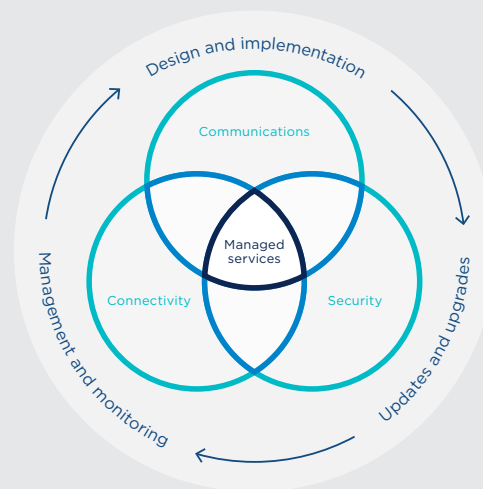 Design and implementation
Communications
Managed
services
Connectivity
Security
Management and monitoring
Updates and upgrades